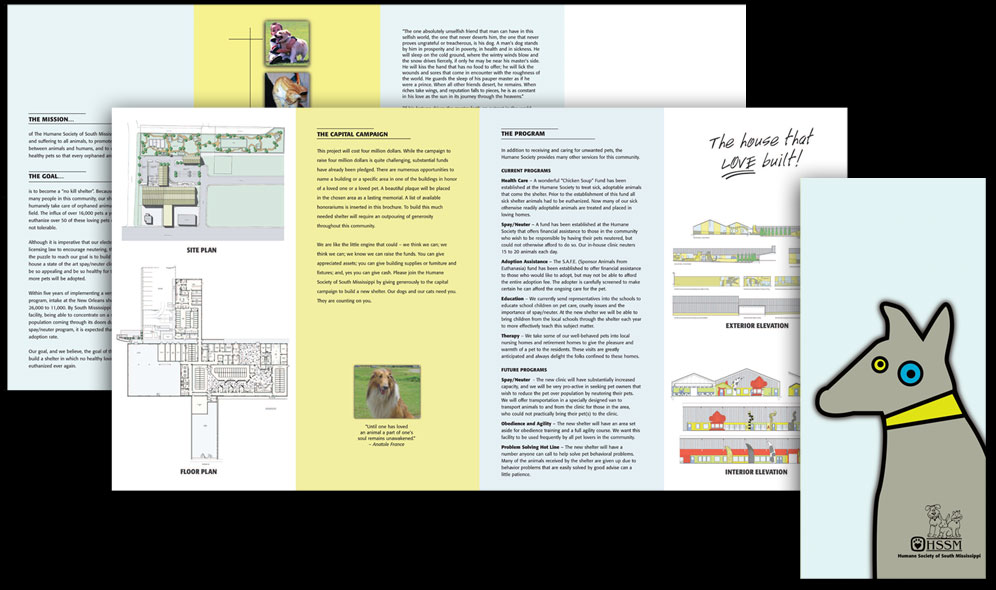 THE MISSION...
of The Humane Society of South
and suffering to all animals, to promote
between animals and humans, and to
healthy pets so that every orphaned
THE GOAL...
is to become a "no kill shelter". Because
many people in this community, our
humanely take care of orphaned
field. The influx of over 16,000 pets a
euthanize over 50 of these loving pets
not tolerable.
Although it is imperative that our
licensing law to encourage neutering,
the puzzle to reach our goal is to build
house a state of the art spay/neuter
be so appealing and be so healthy
more pets will be adopted.
Within five years of implementing a
program, intake at the New Orleans
26,000 to 11,000. By South Mississippi
facility, being able to concentrate on a
population coming through its doors
spay/neuter program, it is expected
adoption rate.
Our goal, and we believe, the goal of
build a shelter in which no healthy
euthanized ever again.
"The one absolutely unselfish friend that man can have in this
selfish world, the one that never deserts him, the one that never
proves ungrateful or treacherous, is his dog. A man's dog stands
by him in prosperity and in poverty, in health and in sickness. He
will sleep on the cold ground, where the wintry winds blow and
the snow drives fiercely, if only he may be near his master's side.
He will kiss the hand that has no food to offer; he will lick the
wounds and sores that come in encounter with the roughness of
the world. He guards the sleep of his pauper master as if he
were a prince. When all other friends desert, he remains. When
riches take wings, and reputation falls to pieces, he is as constant
in his love as the sun in its journey through the heavens."
SITE PLAN
FLOOR PLAN
THE CAPITAL CAMPAIGN
This project will cost four million dollars. While the campaign to
raise four million dollars is quite challenging, substantial funds
have already been pledged. There are numerous opportunities to
name a building or a specific area in one of the buildings in honor
of a loved one or a loved pet. A beautiful plaque will be placed
in the chosen area as a lasting memorial. A list of available
honorariums is inserted in this brochure. To build this much
needed shelter will require an outpouring of generosity
throughout this community.
We are like the little engine that could – we think we can; we
think we can; we know we can raise the funds. You can give
appreciated assets; you can give building supplies or furniture and
fixtures; and, yes you can give cash. Please join the Humane
Society of South Mississippi by giving generously to the capital
campaign to build a new shelter. Our dogs and our cats need you.
They are counting on you.
"Until one has loved
an animal a part of one's
soul remains unawakened."
– Anatole France
THE PROGRAM
In addition to receiving and caring for unwanted pets, the
Humane Society provides many other services for this community.
CURRENT PROGRAMS
Health Care – A wonderful "Chicken Soup" Fund has been
established at the Humane Society to treat sick, adoptable animals
that come the shelter. Prior to the establishment of this fund all
sick shelter animals had to be euthanized. Now many of our sick
otherwise readily adoptable animals are treated and placed in
loving homes.
Spay/Neuter – A fund has been established at the Humane
Society that offers financial assistance to those in the community
who wish to be responsible by having their pets neutered, but
could not otherwise afford to do so. Our in-house clinic neuters
15 to 20 animals each day.
Adoption Assistance – The S.A.F.E. (Sponsor Animals From
Euthanasia) fund has been established to offer financial assistance
to those who would like to adopt, but may not be able to afford
the entire adoption fee. The adopter is carefully screened to make
certain he can afford the ongoing care for the pet.
Education – We currently send representatives into the schools to
educate school children on pet care, cruelty issues and the
importance of spay/neuter. At the new shelter we will be able to
bring children from the local schools through the shelter each year
to more effectively teach this subject matter.
Therapy – We take some of our well-behaved pets into local
nursing homes and retirement homes to give the pleasure and
warmth of a pet to the residents. These visits are greatly
anticipated and always delight the folks confined to these homes.
FUTURE PROGRAMS
Spay/Neuter – The new clinic will have substantially increased
capacity, and we will be very pro-active in seeking pet owners that
wish to reduce the pet over population by neutering their pets.
We will offer transportation in a specially designed van to
transport animals to and from the clinic for those in the area,
who could not practically bring their pet(s) to the clinic.
Obedience and Agility – The new shelter will have an area set
aside for obedience training and a full agility course. We want this
facility to be used frequently by all pet lovers in the community.
Problem Solving Hot Line – The new shelter will have a
number anyone can call to help solve pet behavioral problems.
Many of the animals received by the shelter are given up due to
behavior problems that are easily solved by good advise can a
little patience.
The house that
LOVE built!
EXTERIOR ELEVATION
INTERIOR ELEVATION
HSSM
Humane Society of South Mississippi